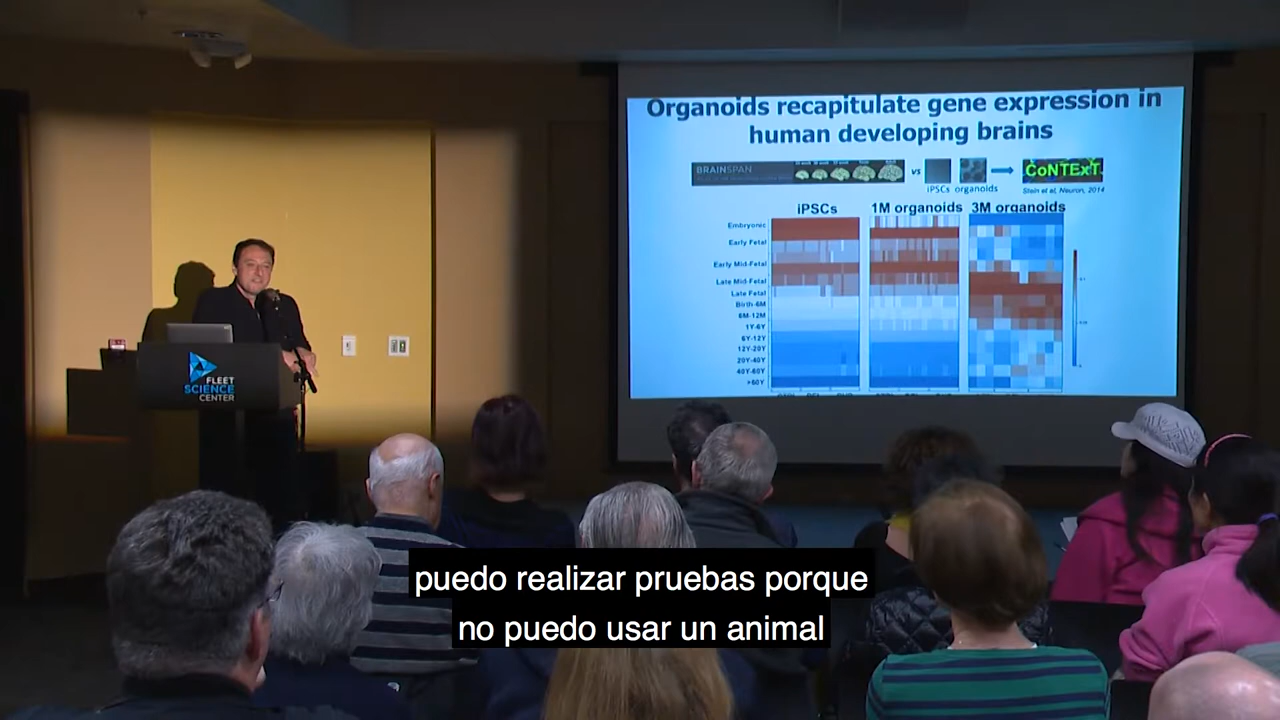 Organoids recapitulate gene expression in
human developing brains
BRAINSPAN
vs
CoNTExT
iPSCs organoids
Stein et al, Neuron, 2014
iPSCs
1M organoids
3M organoids
Embryonic
Early Fetal
Early Mid-Fetal
Late Mid-Fetal
Late Fetal
Birth-6M
6M-12M
1Y-6Y
6Y-12Y
12Y-20Y
20Y-40Y
40Y-60Y
>60Y
FLEET
SCIENCE
CENTER
puedo realizar pruebas porque
no puedo usar un animal